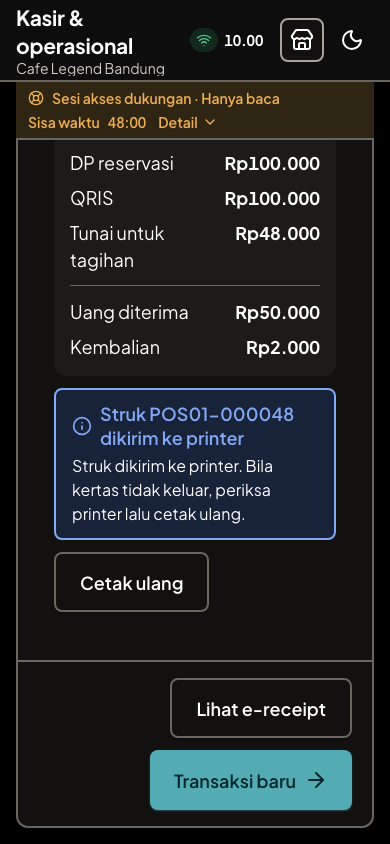 Kasir &
operasional
Cafe Legend Bandung
10.00
Sesi akses dukungan · Hanya baca
Sisa waktu 48:00 Detail
DP reservasi Rp100.000
QRIS Rp100.000
Tunai untuk Rp48.000
tagihan
Uang diterima Rp50.000
Kembalian Rp2.000
Struk POS01-000048
dikirim ke printer
Struk dikirim ke printer. Bila
kertas tidak keluar, periksa
printer lalu cetak ulang.
Cetak ulang
Lihat e-receipt
Transaksi baru